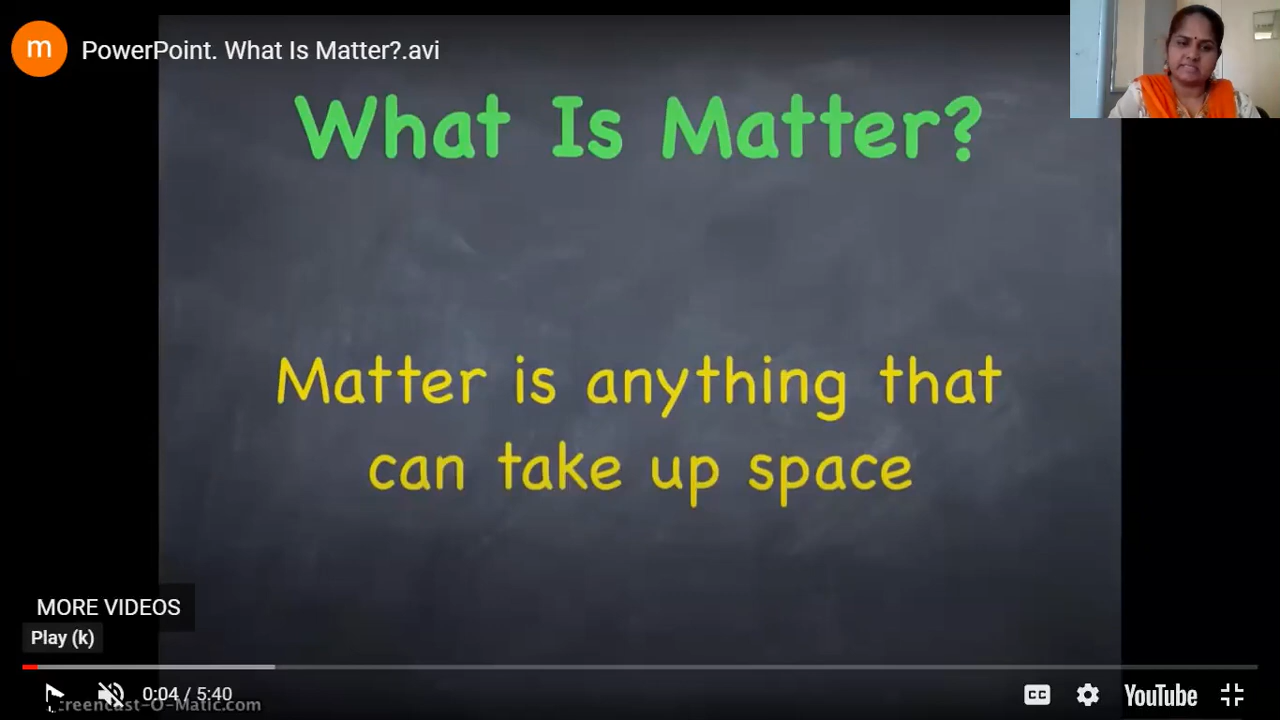 m
PowerPoint. What Is Matter?.avi
What Is Matter?
Matter is anything that
can take up space
MORE VIDEOS
Play (k)
0:04 / 5:40
CC
YouTube